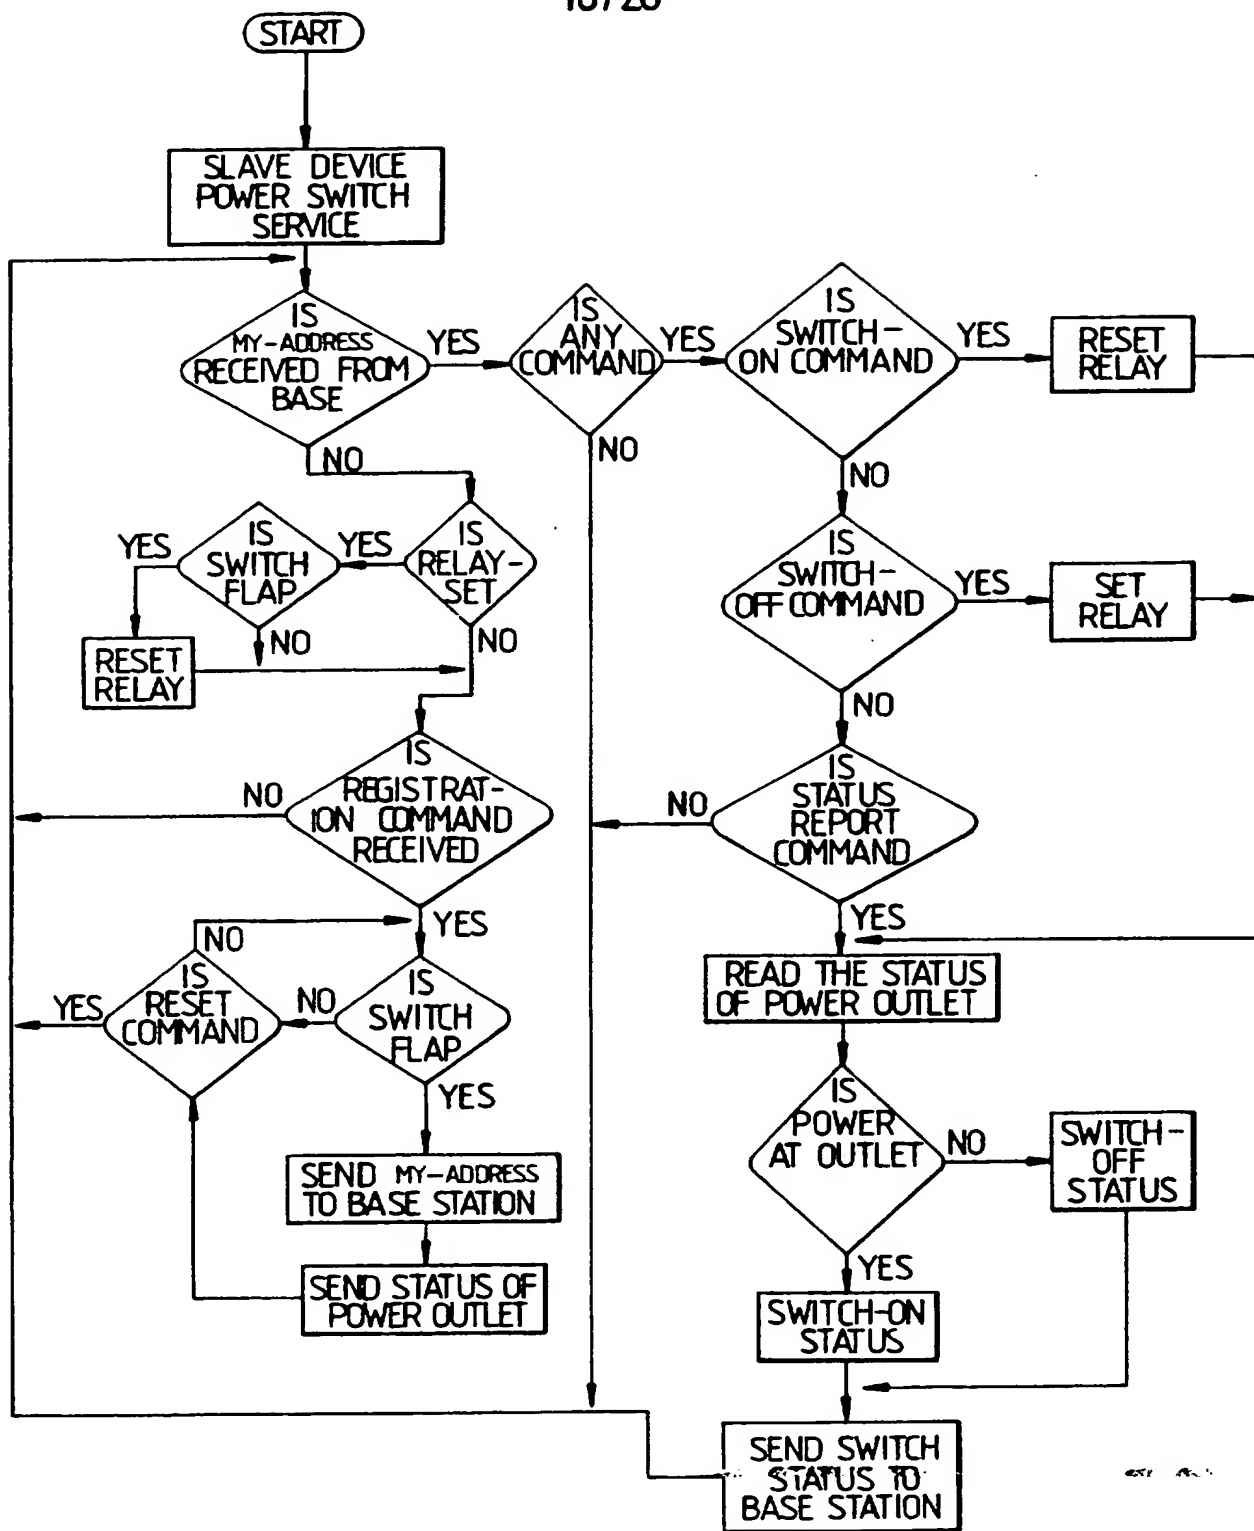 START
SLAVE DEVICE
POWER SWITCH
SERVICE
IS
MY-ADDRESS
RECEIVED FROM
BASE
YES
IS
ANY
COMMAND
YES
IS
SWITCH-
ON COMMAND
YES
RESET
RELAY
NO
NO
NO
IS
RELAY-
SET
YES
IS
SWITCH
FLAP
YES
NO
RESET
RELAY
NO
IS
SWITCH-
OFF COMMAND
YES
SET
RELAY
NO
IS
REGISTRAT-
ION COMMAND
RECEIVED
NO
YES
IS
STATUS
REPORT
COMMAND
NO
YES
NO
IS
RESET
COMMAND
YES
NO
IS
SWITCH
FLAP
YES
READ THE STATUS
OF POWER OUTLET
IS
POWER
AT OUTLET
NO
SWITCH-
OFF
STATUS
SEND MY-ADDRESS
TO BASE STATION
SEND STATUS OF
POWER OUTLET
YES
SWITCH-ON
STATUS
SEND SWITCH
STATUS TO
BASE STATION